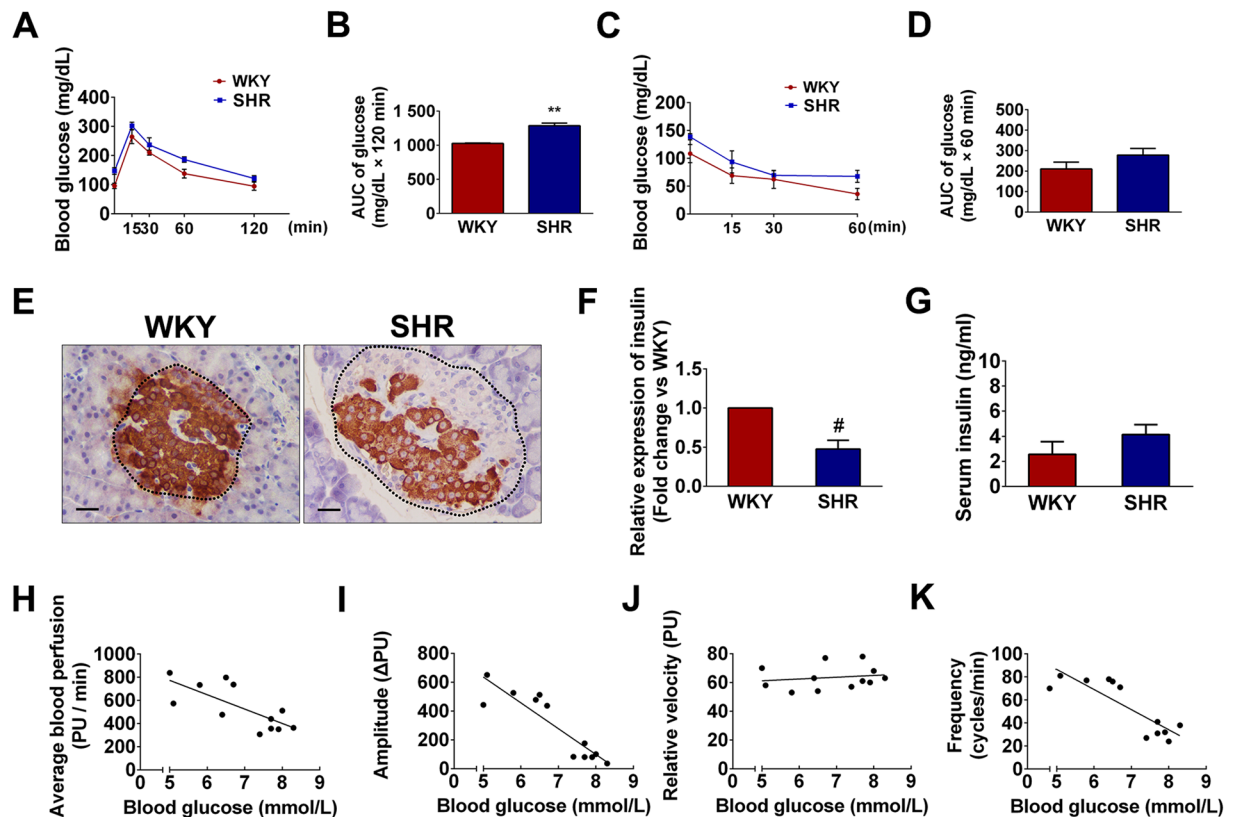 A
Blood glucose (mg/dL)
WKY
SHR
400
300
200
100
0
15
30
60
120
(min)
B
AUC of glucose
(mg/dL × 120 min)
1 500
1 000
500
0
**
WKY
SHR
C
Blood glucose (mg/dL)
WKY
SHR
200
150
100
50
0
15
30
60
(min)
D
AUC of glucose
(mg/dL × 60 min)
500
400
300
200
100
0
WKY
SHR
E
WKY
SHR
F
Relative expression of insulin
(Fold change vs WKY)
1.5
1.0
0.5
0.0
#
WKY
SHR
G
Serum insulin (ng/ml)
10
8
6
4
2
0
WKY
SHR
H
Average blood perfusion
(PU / min)
1000
800
600
400
200
0
0 5 6 7 8 9
Blood glucose (mmol/L)
I
Amplitude (ΔPU)
800
600
400
200
0
0 5 6 7 8 9
Blood glucose (mmol/L)
J
Relative velocity (PU)
80
60
40
20
0
0 5 6 7 8 9
Blood glucose (mmol/L)
K
Frequency
(cycles/min)
100
80
60
40
20
0
0 5 6 7 8 9
Blood glucose (mmol/L)